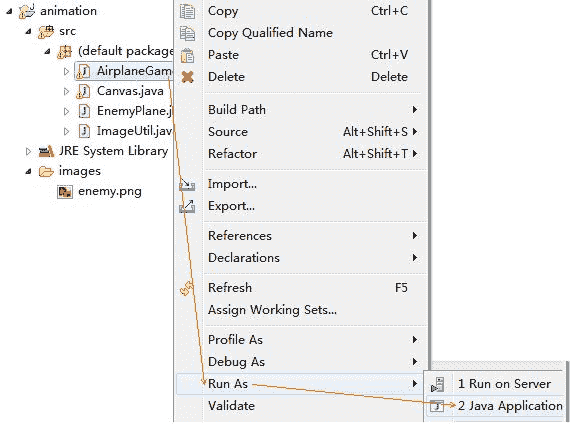 animation
src
(default package
AirplaneGam
Canvas.java
EnemyPlane.j
ImageUtil.jav
JRE System Library
images
enemy.png
Copy Ctrl+C
Copy Qualified Name
Paste Ctrl+V
Delete Delete
Build Path
Source Alt+Shift+S
Refactor Alt+Shift+T
Import...
Export...
References
Declarations
Refresh F5
Assign Working Sets...
Profile As
Debug As
Run As
Validate
1 Run on Server
2 Java Application